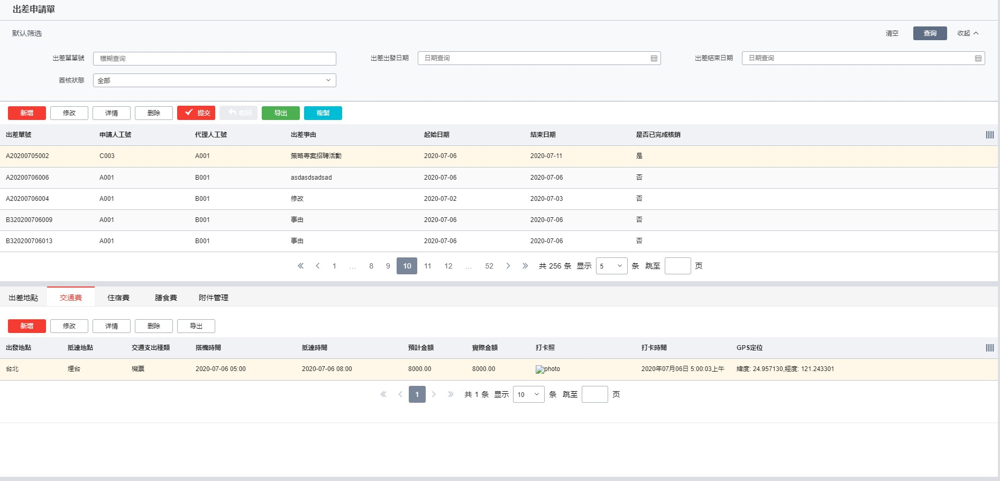 出差申請單
默认筛选 清空 查询 收起
出差單單號 模糊查询 出差出發日期 日期查询 出差結束日期 日期查询
簽核狀態 全部
新增 修改 详情 删除 提交 收回 导出 複製
出差單號 申請人工號 代理人工號 出差事由 起始日期 結束日期 是否已完成核銷
A20200705002 C003 A001 策略專案招聘活動 2020-07-06 2020-07-11 是
A20200706006 A001 B001 asdasdsadsad 2020-07-06 2020-07-06 否
A20200706004 A001 B001 修改 2020-07-02 2020-07-03 否
B320200706009 A001 B001 事由 2020-07-06 2020-07-06 否
B320200706013 A001 B001 事由 2020-07-06 2020-07-06 否
1 ... 8 9 10 11 12 ... 52 共 256 条 显示 5 条 跳至 页
出差地點 交通費 住宿費 膳食費 附件管理
新增 修改 详情 删除 导出
出發地點 抵達地點 交通支出種類 搭機時間 抵達時間 預計金額 實際金額 打卡照 打卡時間 GPS定位
台北 煙台 機票 2020-07-06 05:00 2020-07-06 08:00 8000.00 8000.00 photo 2020年07月06日 5:00:03上午 緯度: 24.957130,經度: 121.243301
1 共 1 条 显示 10 条 跳至 页